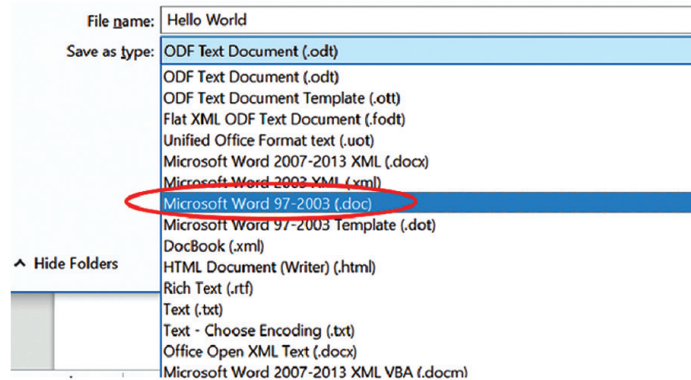 File name: Hello World
Save as type: ODF Text Document (.odt)
ODF Text Document (.odt)
ODF Text Document Template (.ott)
Flat XML ODF Text Document (.fodt)
Unified Office Format text (.uot)
Microsoft Word 2007-2013 XML (.docx)
Microsoft Word 2003 XML (.xml)
Microsoft Word 97-2003 (.doc)
Microsoft Word 97-2003 Template (.dot)
DocBook (.xml)
Hide Folders
HTML Document (Writer) (.html)
Rich Text (.rtf)
Text (.txt)
Text - Choose Encoding (.txt)
Office Open XML Text (.docx)
Microsoft Word 2007-2013 XML VBA (.docm)